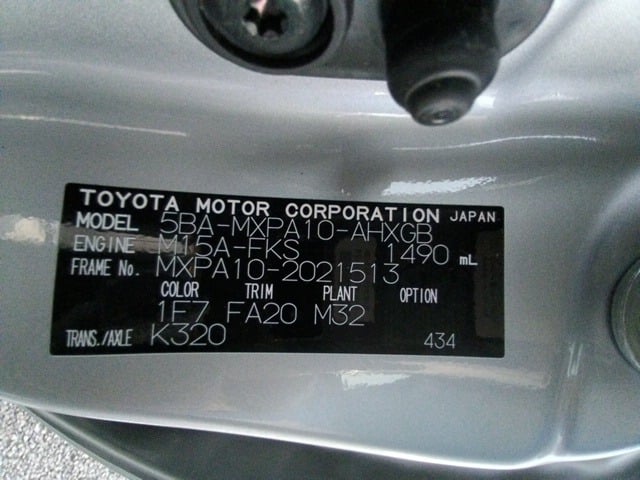 TOYOTA MOTOR CORPORATION JAPAN
MODEL 5BA-MXPA10-AHXGB
ENGINE M15A-FKS 1490 mL
FRAME No. MXPA10-2021513
COLOR TRIM PLANT OPTION
1F7 FA20 M32
TRANS./AXLE K320 434